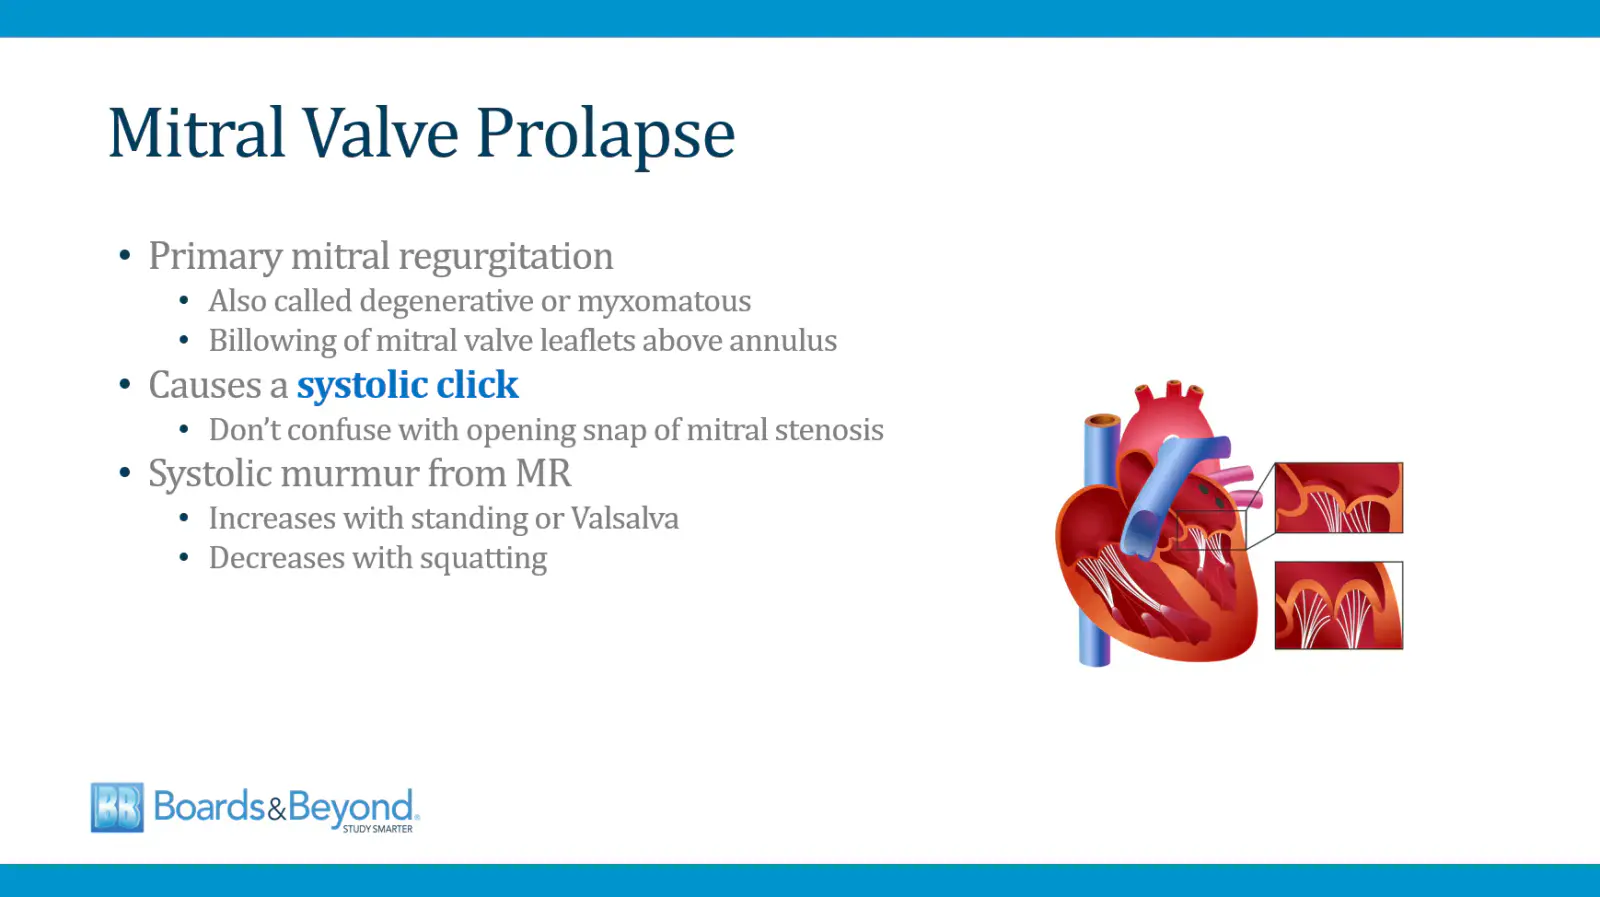 Mitral Valve Prolapse
• Primary mitral regurgitation
• Also called degenerative or myxomatous
• Billowing of mitral valve leaflets above annulus
• Causes a systolic click
• Don’t confuse with opening snap of mitral stenosis
• Systolic murmur from MR
• Increases with standing or Valsalva
• Decreases with squatting
BB Boards&Beyond®
STUDY SMARTER